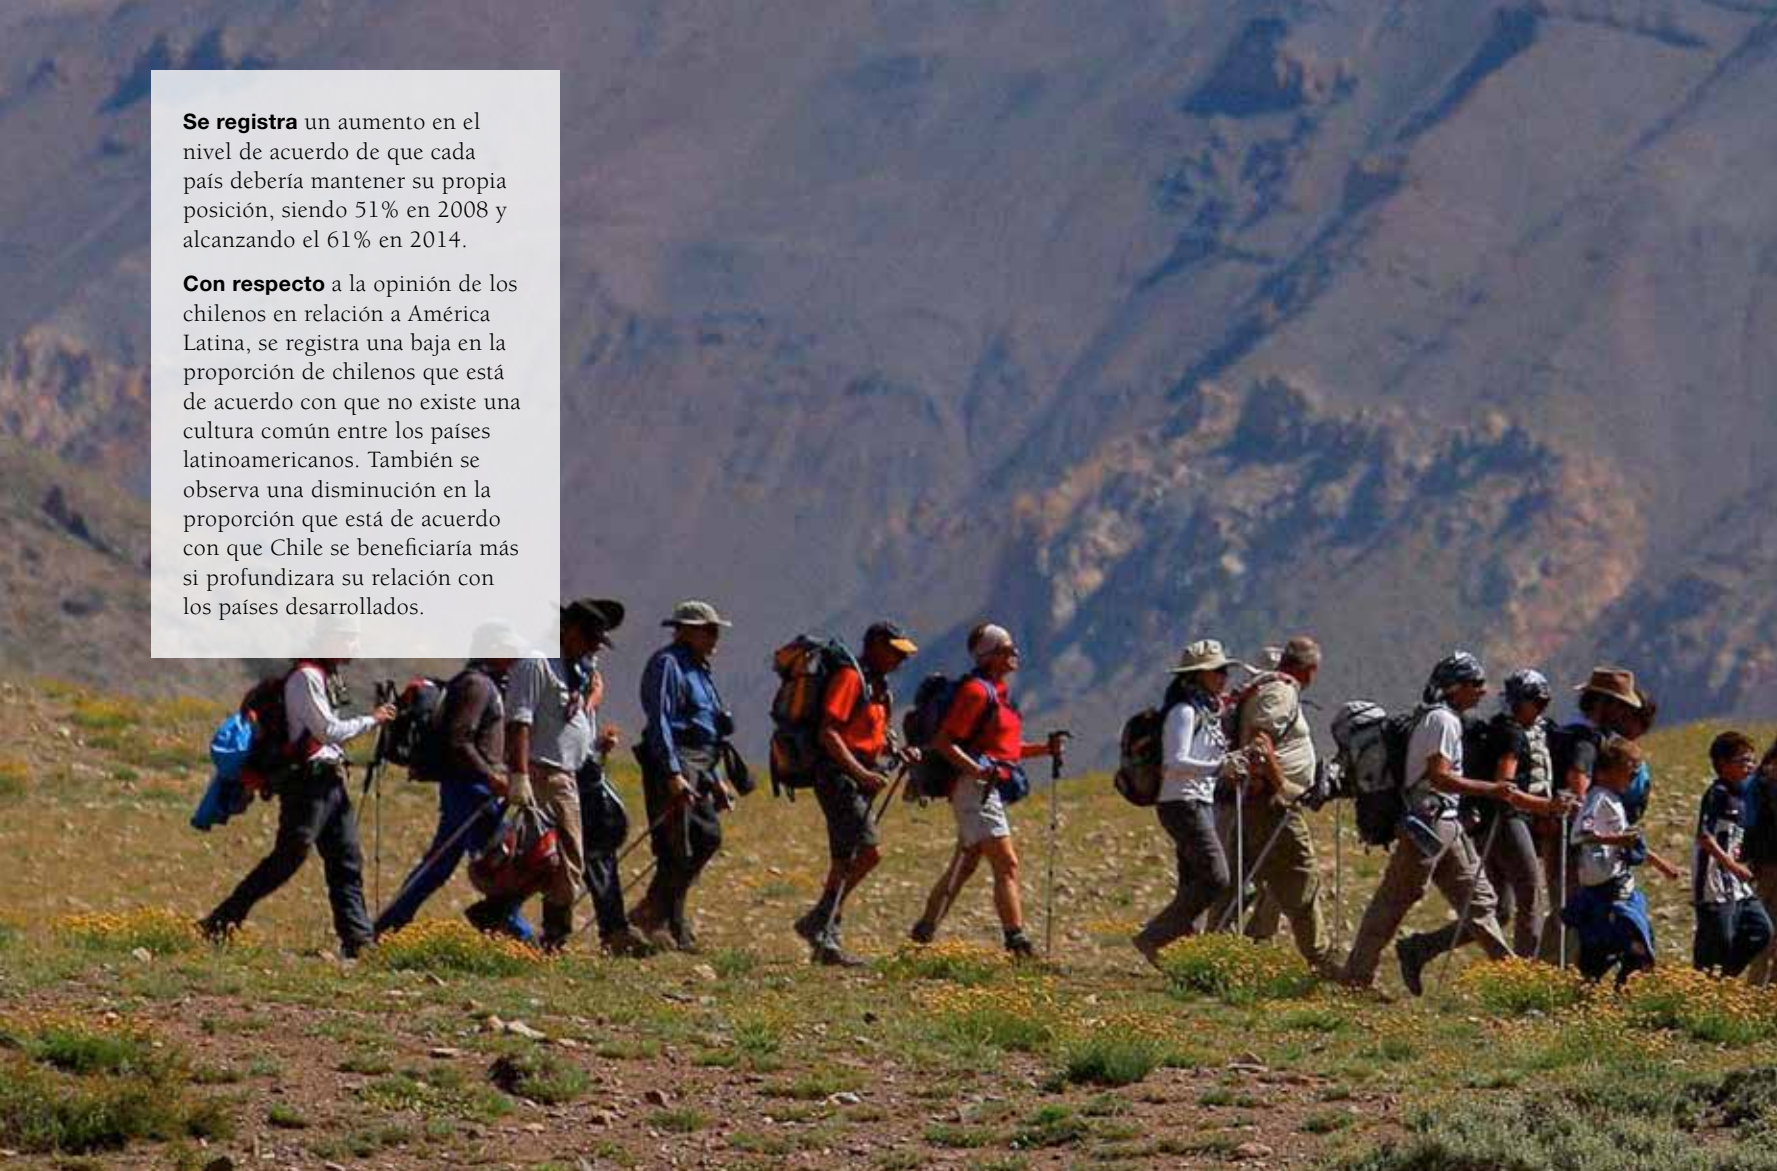 Se registra un aumento en el
nivel de acuerdo de que cada
país debería mantener su propia
posición, siendo 51% en 2008 y
alcanzando el 61% en 2014.
Con respecto a la opinión de los
chilenos en relación a América
Latina, se registra una baja en la
proporción de chilenos que está
de acuerdo con que no existe una
cultura común entre los países
latinoamericanos. También se
observa una disminución en la
proporción que está de acuerdo
con que Chile se beneficiaría más
si profundizara su relación con
los países desarrollados.